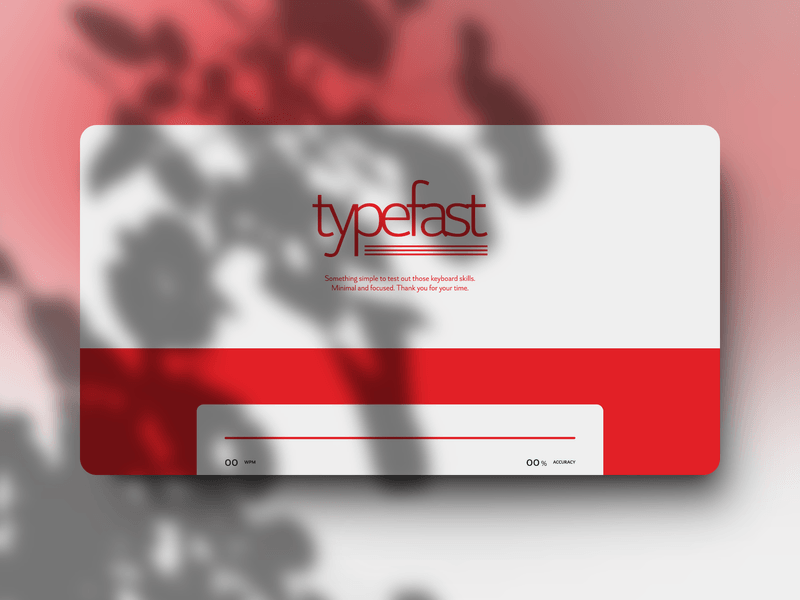 typefast
Something simple to test out those keyboard skills.
Minimal and focused. Thank you for your time.
00 WPM
00 % ACCURACY